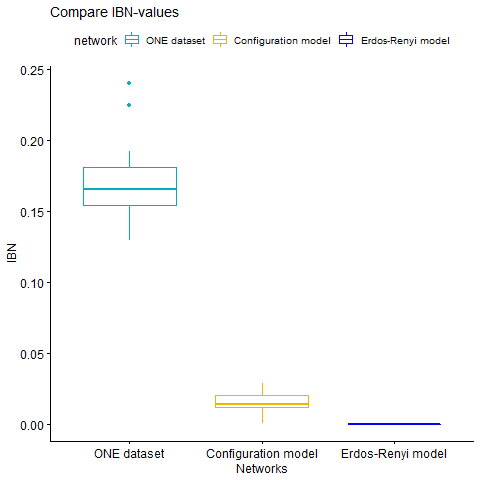 Compare IBN-values
network ONE dataset Configuration model Erdos-Renyi model
0.25
0.20
0.15
0.10
0.05
0.00
IBN
ONE dataset Configuration model Erdos-Renyi model
Networks